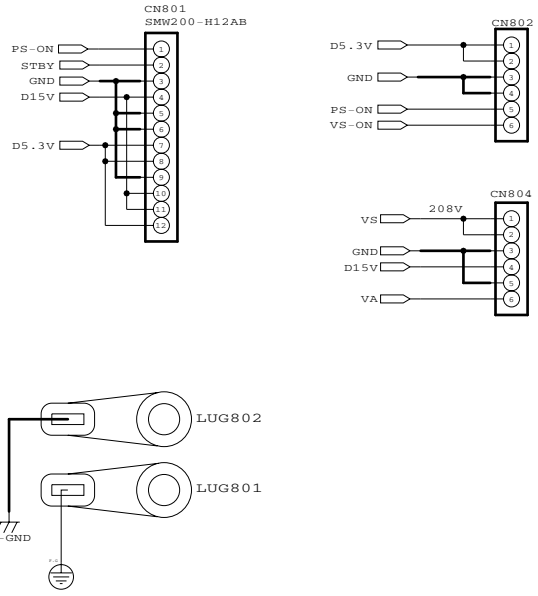 CN801
SMW200-H12AB
PS-ON
STBY
GND
D15V
D5.3V
1
2
3
4
5
6
7
8
9
10
11
12
CN802
D5.3V
GND
PS-ON
VS-ON
1
2
3
4
5
6
CN804
208V
VS
GND
D15V
VA
1
2
3
4
5
6
LUG802
LUG801
-GND
F.G